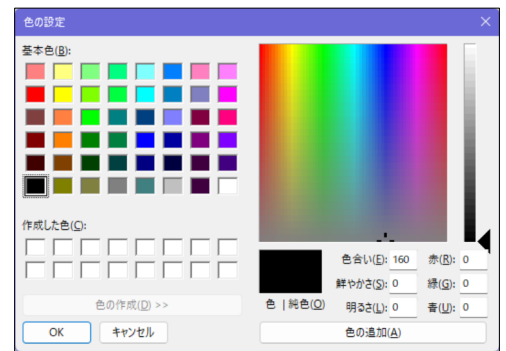 色の設定
基本色(B):
作成した色(C):
色の作成(D) >>
OK キャンセル
色 | 純色(O)
色合い(E): 160 赤(R): 0
鮮やかさ(S): 0 緑(G): 0
明るさ(L): 0 青(U): 0
色の追加(A)